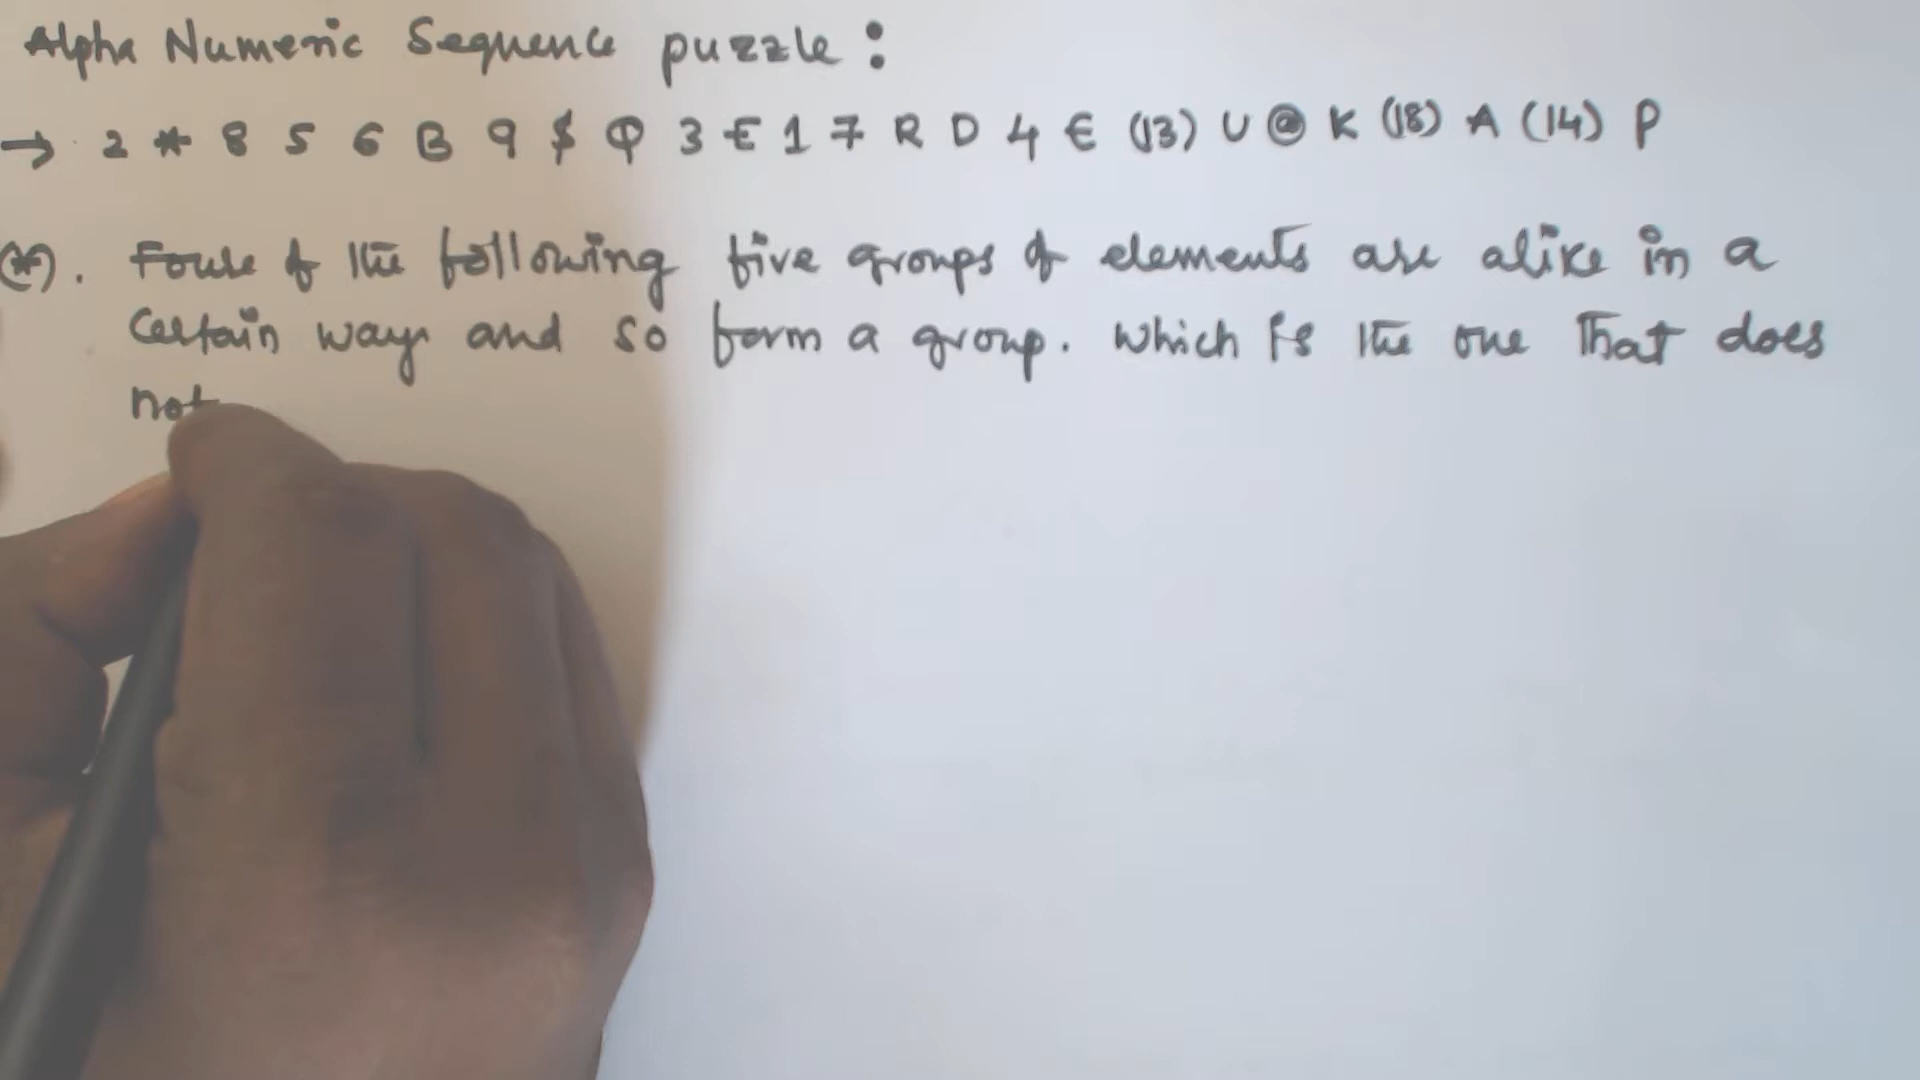 Alpha Numeric Sequence puzzle :
→ 2 * 8 5 6 B 9 $ Φ 3 E 1 7 R D 4 € (13) U @ K (18) A (14) P
(*). Foure of the following five groups of elements are alike in a
Certain way and so form a group. which is the one that does
not